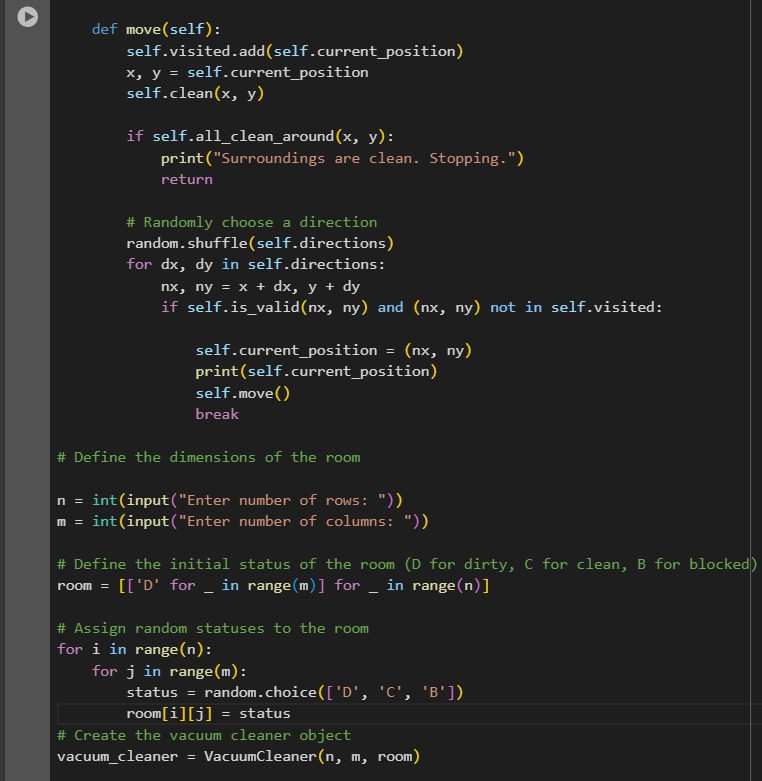 def move(self):
        self.visited.add(self.current_position)
        x, y = self.current_position
        self.clean(x, y)

        if self.all_clean_around(x, y):
            print("Surroundings are clean. Stopping.")
            return

        # Randomly choose a direction
        random.shuffle(self.directions)
        for dx, dy in self.directions:
            nx, ny = x + dx, y + dy
            if self.is_valid(nx, ny) and (nx, ny) not in self.visited:

                self.current_position = (nx, ny)
                print(self.current_position)
                self.move()
                break

# Define the dimensions of the room

n = int(input("Enter number of rows: "))
m = int(input("Enter number of columns: "))

# Define the initial status of the room (D for dirty, C for clean, B for blocked)
room = [['D' for _ in range(m)] for _ in range(n)]

# Assign random statuses to the room
for i in range(n):
    for j in range(m):
        status = random.choice(['D', 'C', 'B'])
        room[i][j] = status
# Create the vacuum cleaner object
vacuum_cleaner = VacuumCleaner(n, m, room)